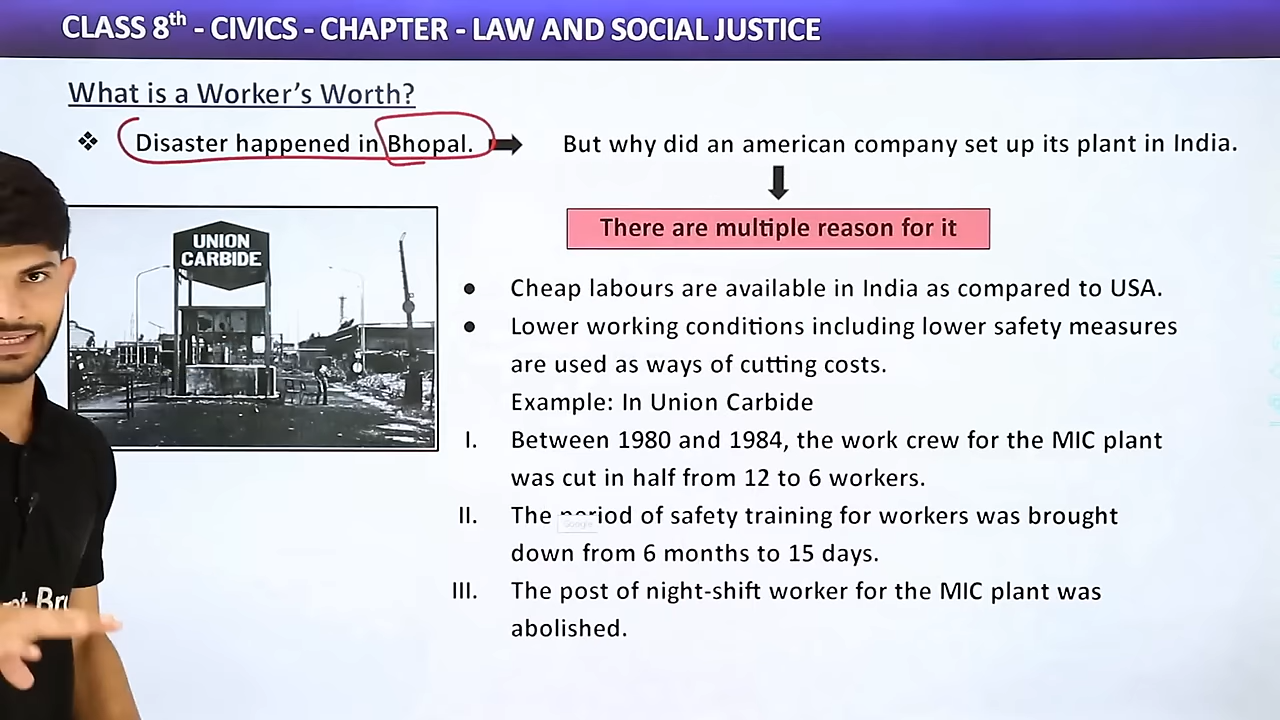 CLASS 8th - CIVICS - CHAPTER - LAW AND SOCIAL JUSTICE
What is a Worker's Worth?
❖ Disaster happened in Bhopal. ➡ But why did an american company set up its plant in India.
There are multiple reason for it
UNION
CARBIDE
● Cheap labours are available in India as compared to USA.
● Lower working conditions including lower safety measures
are used as ways of cutting costs.
Example: In Union Carbide
I. Between 1980 and 1984, the work crew for the MIC plant
was cut in half from 12 to 6 workers.
II. The period of safety training for workers was brought
down from 6 months to 15 days.
Google
III. The post of night-shift worker for the MIC plant was
abolished.